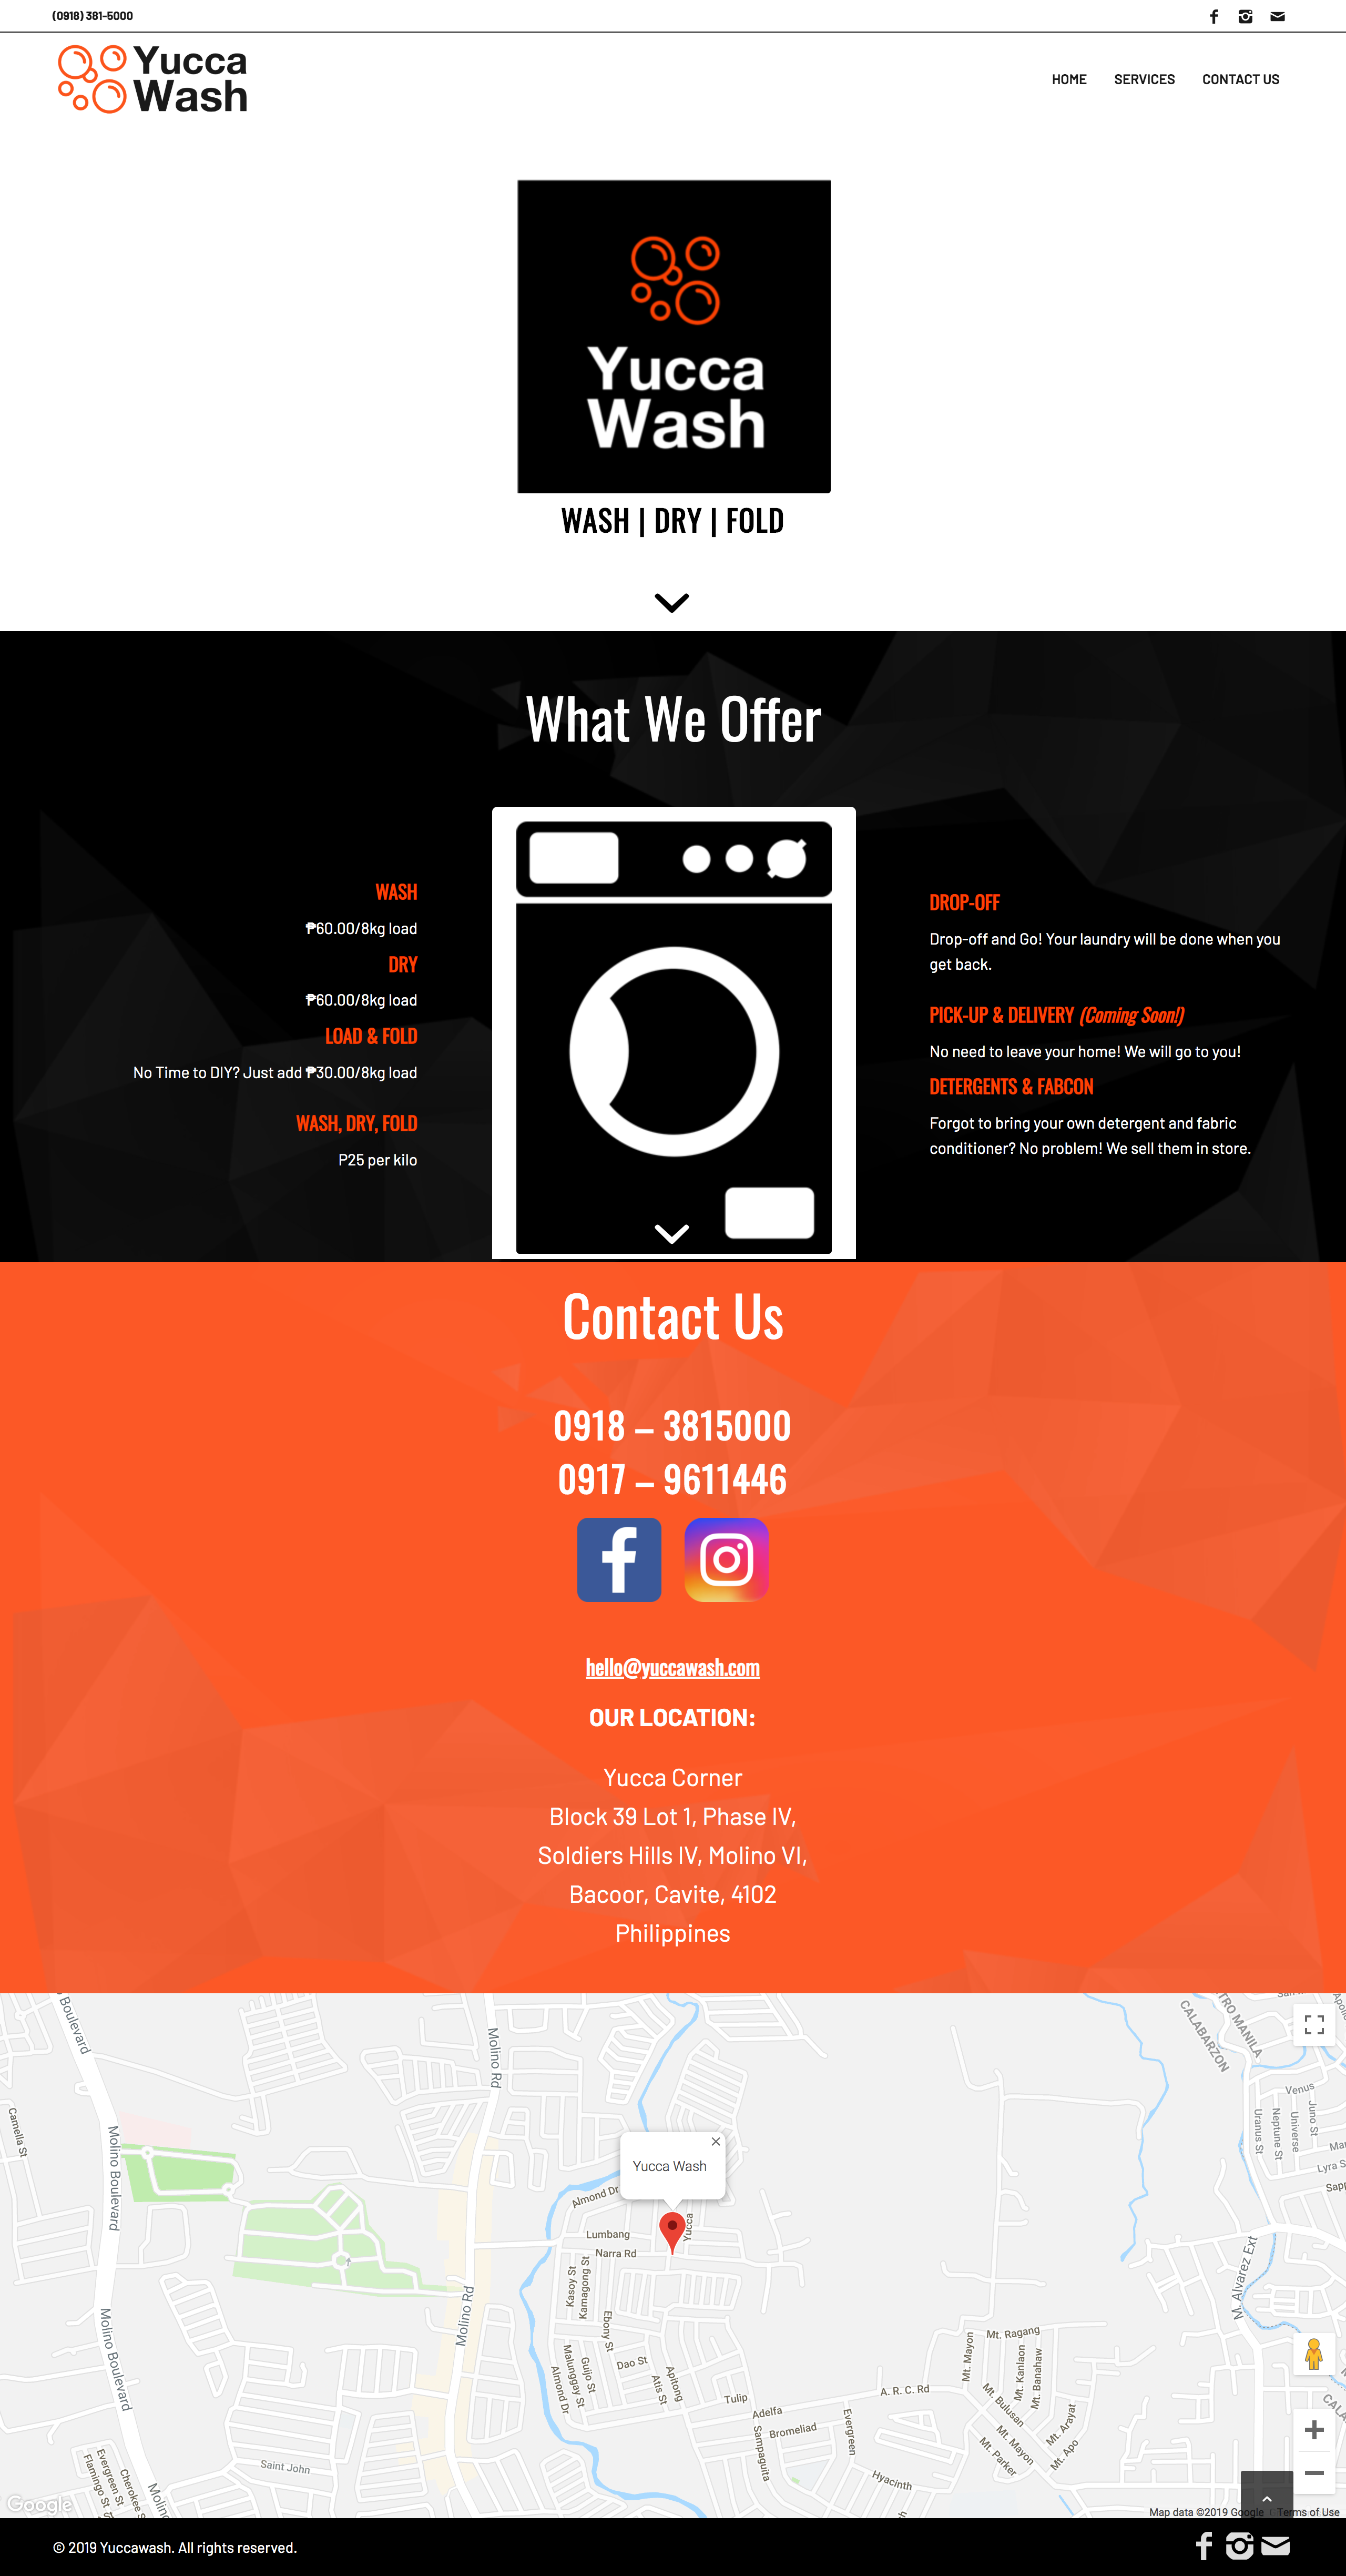 (0918) 381-5000
Yucca
Wash
HOME SERVICES CONTACT US
Yucca
Wash
WASH | DRY | FOLD
What We Offer
WASH
₱60.00/8kg load
DRY
₱60.00/8kg load
LOAD & FOLD
No Time to DIY? Just add ₱30.00/8kg load
WASH, DRY, FOLD
P25 per kilo
DROP-OFF
Drop-off and Go! Your laundry will be done when you
get back.
PICK-UP & DELIVERY (Coming Soon!)
No need to leave your home! We will go to you!
DETERGENTS & FABCON
Forgot to bring your own detergent and fabric
conditioner? No problem! We sell them in store.
Contact Us
0918 – 3815000
0917 – 9611446
hello@yuccawash.com
OUR LOCATION:
Yucca Corner
Block 39 Lot 1, Phase IV,
Soldiers Hills IV, Molino VI,
Bacoor, Cavite, 4102
Philippines
Boulevard
Molino Rd
CALABARZON
TRO MANILA
Venus
Camella St
Molino Boulevard
Uranus St
Neptune St
Universe
Juno St
Lyra S
Yucca Wash
Almond Dr
Lumbang
Yucca
Narra Rd
Kasoy St
Kamagong St
Molino Rd
M. Alvarez Ext
Ebony St
Molino Boulevard
Mt. Ragang
Mt. Mayon
Mt. Kanlaon
Mt. Banahaw
Malunggay St
Guijo St
Almond Dr
Dao St
Atis St
Apitong
A. R. C. Rd
Mt. Bulusan
Tulip
Adelfa
Bromeliad
Sampaguita
Evergreen
Mt. Arayat
Mt. Mayon
Mt. Apo
Mt. Parker
Saint John
Hyacinth
Cherokee S
Evergreen St
Flamingo St
Google
Map data ©2019 Google
Terms of Use
© 2019 Yuccawash. All rights reserved.